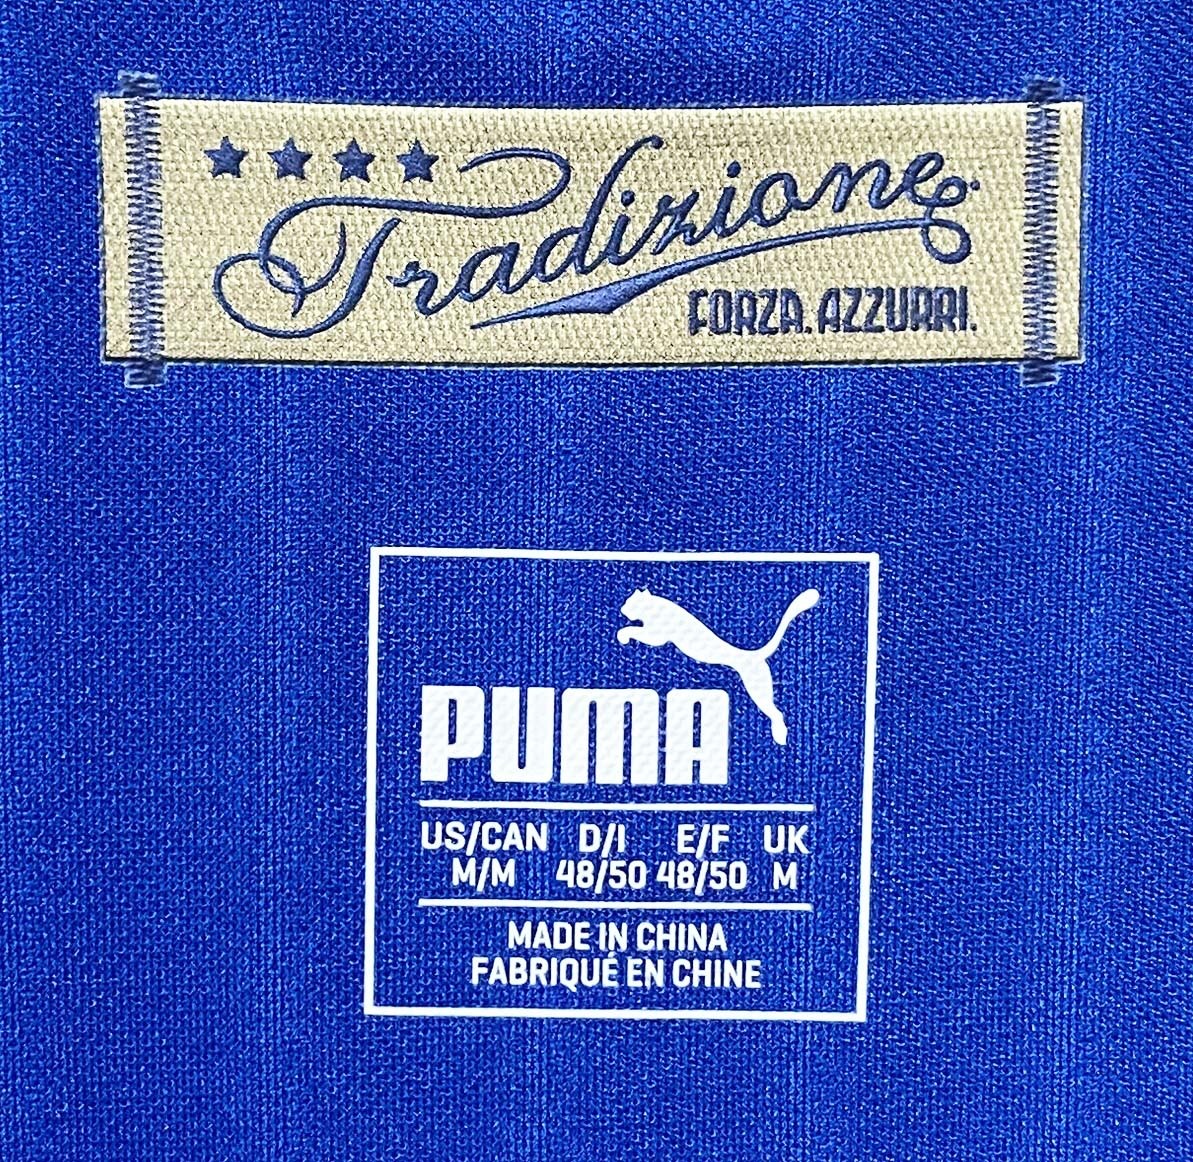 Tradizione
FORZA. AZZURRI.
PUMA
US/CAN D/I E/F UK
M/M 48/50 48/50 M
MADE IN CHINA
FABRIQUÉ EN CHINE